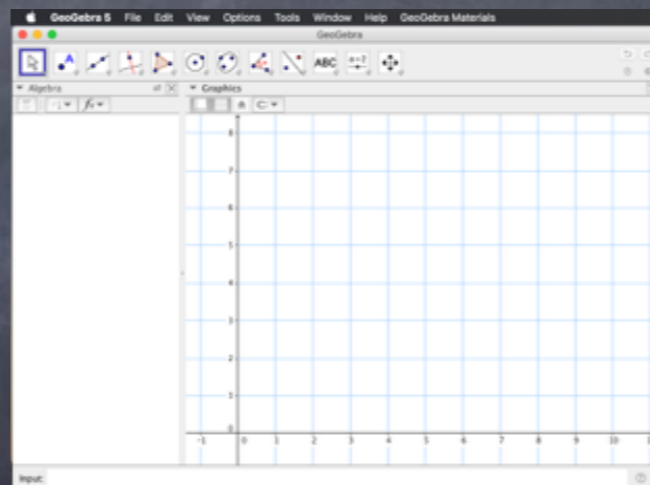 GeoGebra 5 File Edit View Options Tools Window Help GeoGebra Materials
GeoGebra
ABC a=2
Algebra
Graphics
8
7
6
5
4
3
2
1
0
-1 0 1 2 3 4 5 6 7 8 9 10
Input: